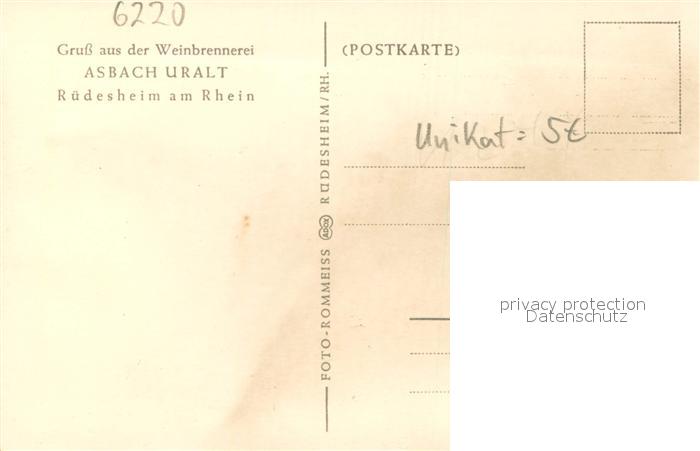 6220
Gruß aus der Weinbrennerei
ASBACH URALT
Rüdesheim am Rhein
FOTO-ROMMEISS ADOX RÜDESHEIM/RH.
(POSTKARTE)
Unikat = 5€
privacy protection
Datenschutz